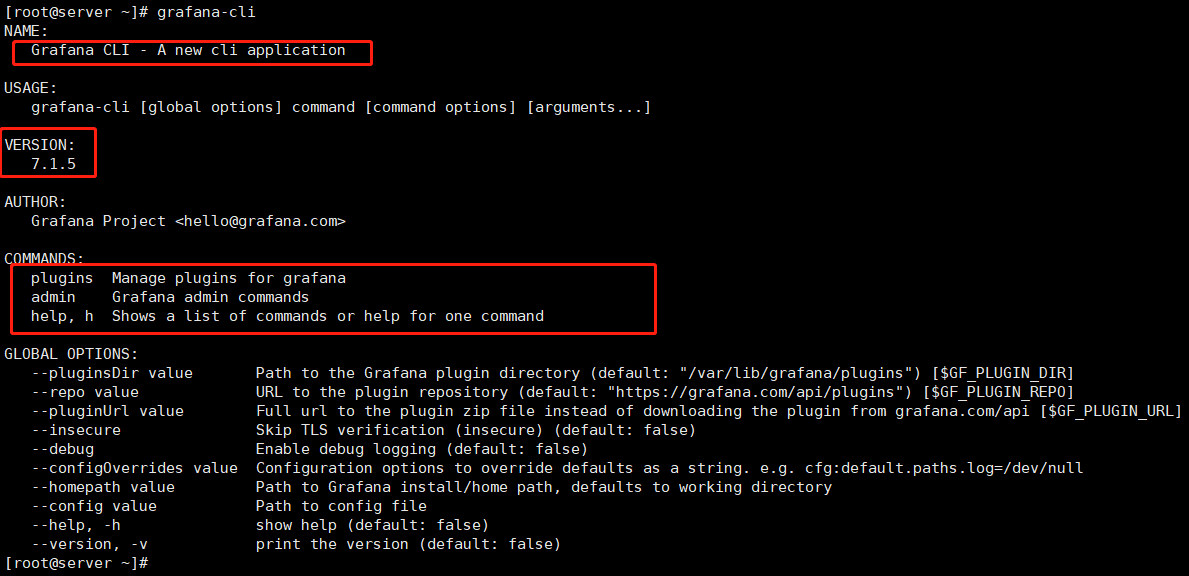 [root@server ~]# grafana-cli
NAME:
   Grafana CLI - A new cli application
USAGE:
   grafana-cli [global options] command [command options] [arguments...]
VERSION:
   7.1.5
AUTHOR:
   Grafana Project <hello@grafana.com>
COMMANDS:
   plugins  Manage plugins for grafana
   admin    Grafana admin commands
   help, h  Shows a list of commands or help for one command
GLOBAL OPTIONS:
   --pluginsDir value       Path to the Grafana plugin directory (default: "/var/lib/grafana/plugins") [$GF_PLUGIN_DIR]
   --repo value             URL to the plugin repository (default: "https://grafana.com/api/plugins") [$GF_PLUGIN_REPO]
   --pluginUrl value        Full url to the plugin zip file instead of downloading the plugin from grafana.com/api [$GF_PLUGIN_URL]
   --insecure               Skip TLS verification (insecure) (default: false)
   --debug                  Enable debug logging (default: false)
   --configOverrides value  Configuration options to override defaults as a string. e.g. cfg:default.paths.log=/dev/null
   --homepath value         Path to Grafana install/home path, defaults to working directory
   --config value           Path to config file
   --help, -h               show help (default: false)
   --version, -v            print the version (default: false)
[root@server ~]#